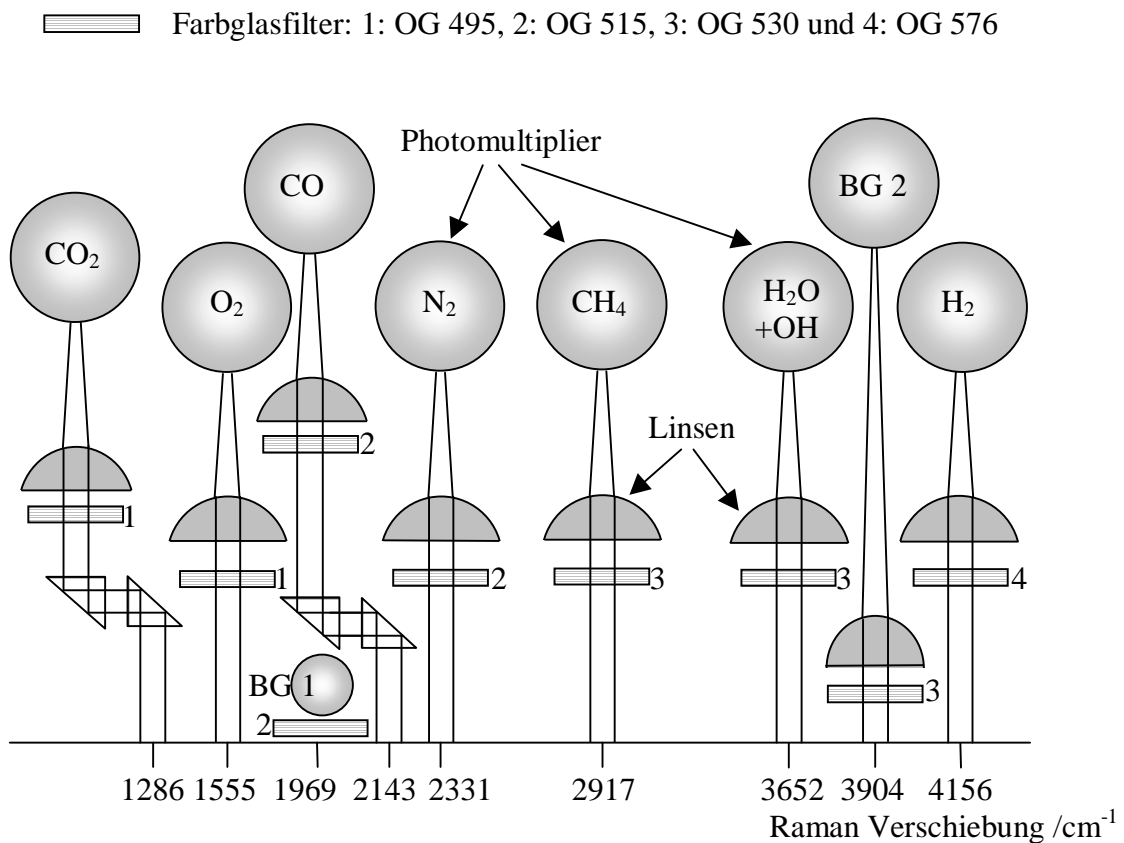 Farbglasfilter: 1: OG 495, 2: OG 515, 3: OG 530 und 4: OG 576
Photomultiplier
CO
BG 2
CO2
O2
N2
CH4
H2O
+OH
H2
2
Linsen
1
1
2
3
3
4
BG 1
2
3
1286 1555 1969 2143 2331 2917 3652 3904 4156
Raman Verschiebung /cm-1